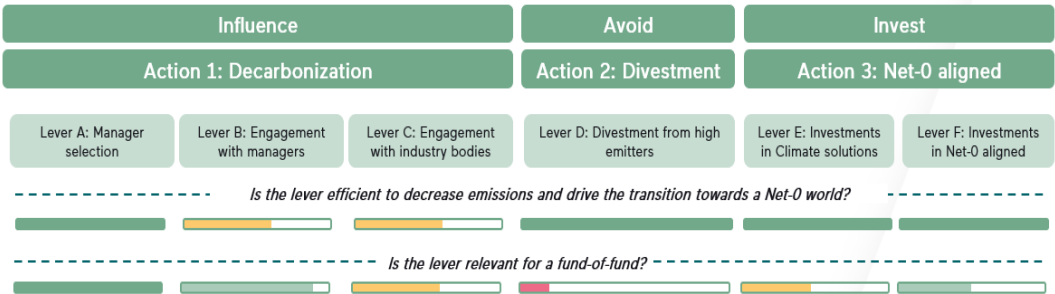 Influence
Avoid
Invest
Action 1: Decarbonization
Action 2: Divestment
Action 3: Net-0 aligned
Lever A: Manager
selection
Lever B: Engagement
with managers
Lever C: Engagement
with industry bodies
Lever D: Divestment from high
emitters
Lever E: Investments
in Climate solutions
Lever F: Investments
in Net-0 aligned
Is the lever efficient to decrease emissions and drive the transition towards a Net-0 world?
Is the lever relevant for a fund-of-fund?